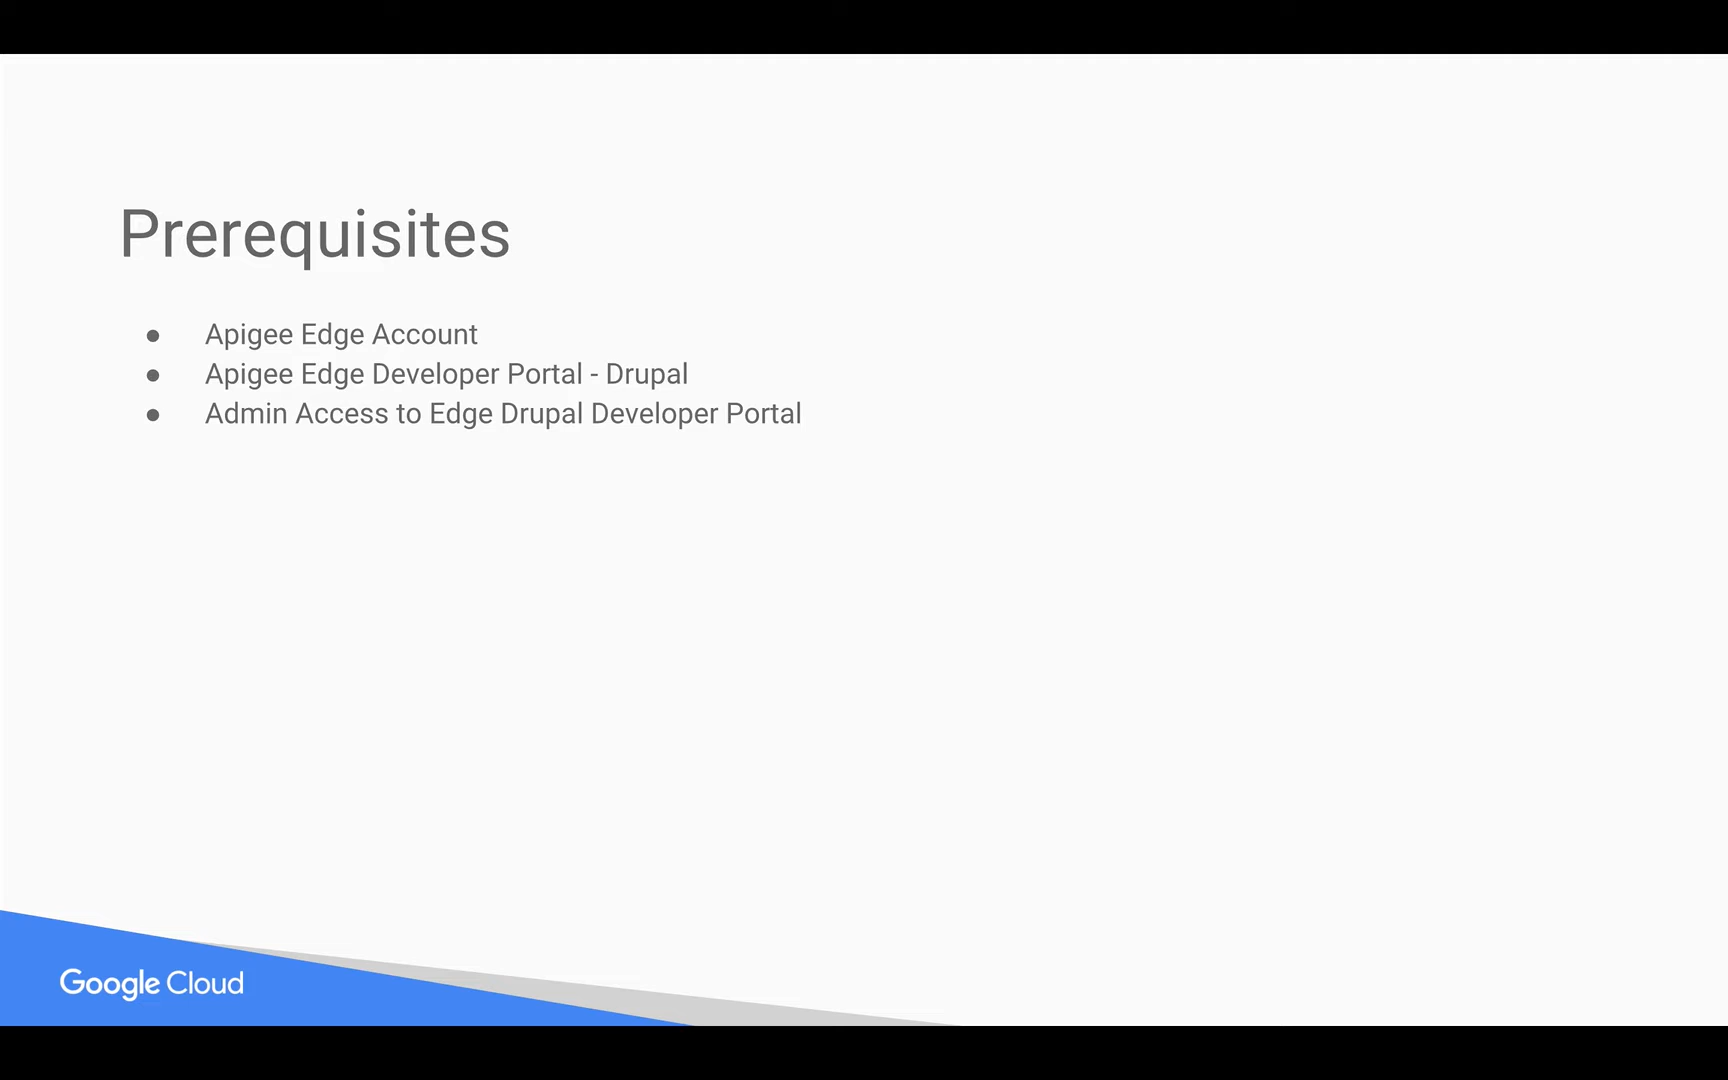 Prerequisites
● Apigee Edge Account
● Apigee Edge Developer Portal - Drupal
● Admin Access to Edge Drupal Developer Portal
Google Cloud